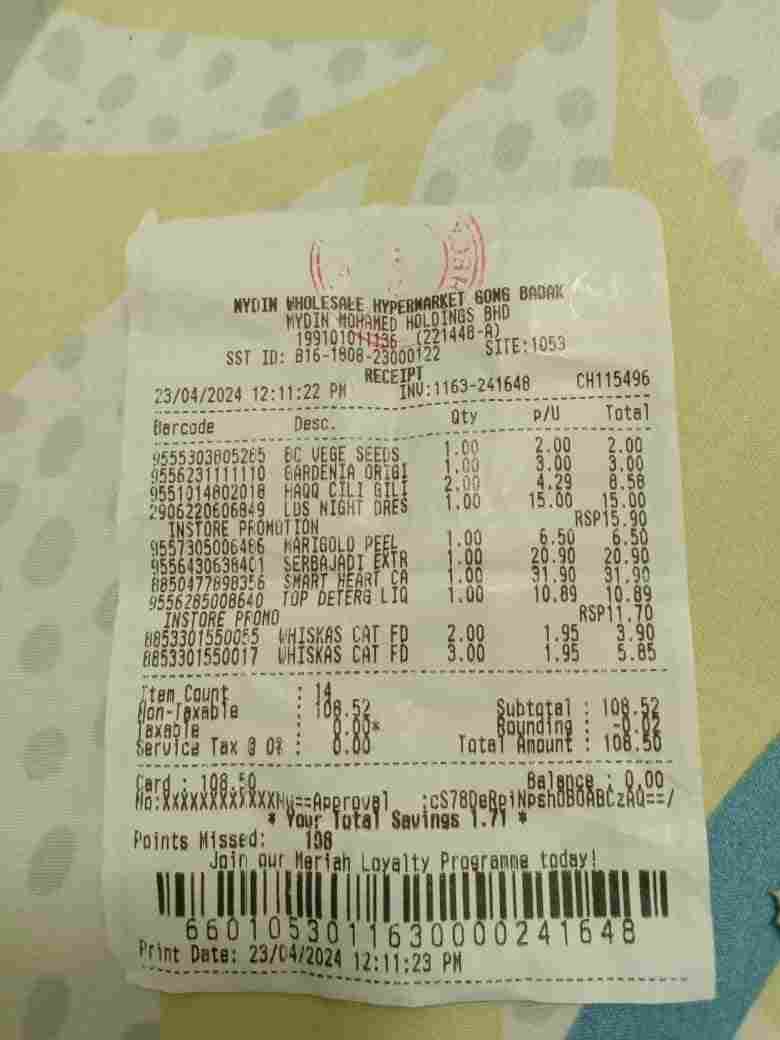 MYDIN WHOLESALE HYPERMARKET GONG BADAK
MYDIN MOHAMED HOLDINGS BHD
199101011136 (221448-A)
SST ID: B16-1808-23000122 SITE:1053
RECEIPT
23/04/2024 12:11:22 PM INV:1163-241648 CH115496
Barcode Desc. Qty P/U Total
9555303805265 BC VEGE SEEDS 1.00 2.00 2.00
9556231111110 GARDENIA ORIGI 1.00 3.00 3.00
9551014802018 HAQQ CILI GILI 2.00 4.29 8.58
2906220606849 LDS NIGHT DRES 1.00 15.00 15.00
INSTORE PROMOTION RSP15.90
9557305006486 MARIGOLD PEEL 1.00 6.50 6.50
9556430638401 SERBAJADI EXTR 1.00 20.90 20.90
8850477898356 SMART HEART CA 1.00 31.90 31.90
9556285008640 TOP DETERG LIQ 1.00 10.89 10.89
INSTORE PROMO RSP11.70
8853301550055 WHISKAS CAT FD 2.00 1.95 3.90
8853301550017 WHISKAS CAT FD 3.00 1.95 5.85
Item Count : 14
Non-Taxable : 108.52 Subtotal : 108.52
Taxable : 0.00* Rounding : -0.02
Service Tax @ 0% : 0.00 Total Amount : 108.50
Card : 108.50 Balance : 0.00
* Your Total Savings 1.71 *
Points Missed: 108
Join our Meriah Loyalty Programme today!
6601053011630000241648
Print Date: 23/04/2024 12:11:23 PM